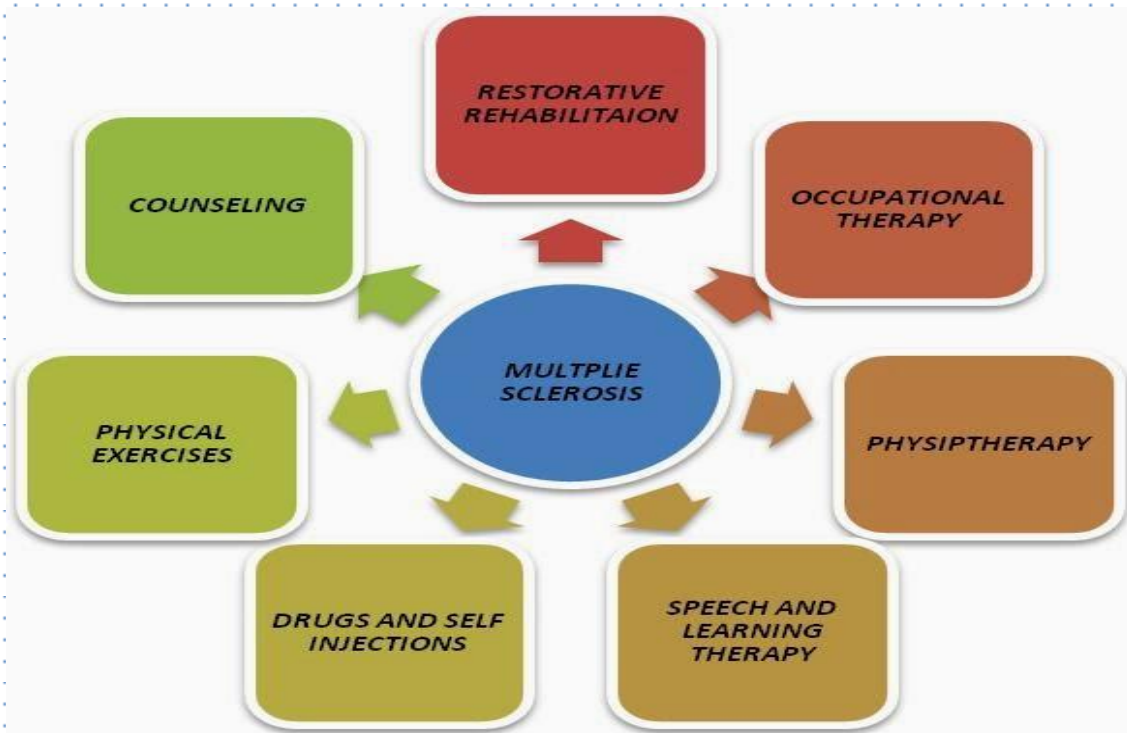 RESTORATIVE
REHABILITAION
OCCUPATIONAL
THERAPY
PHYSIPTHERAPY
SPEECH AND
LEARNING
THERAPY
DRUGS AND SELF
INJECTIONS
PHYSICAL
EXERCISES
COUNSELING
MULTPLIE
SCLEROSIS